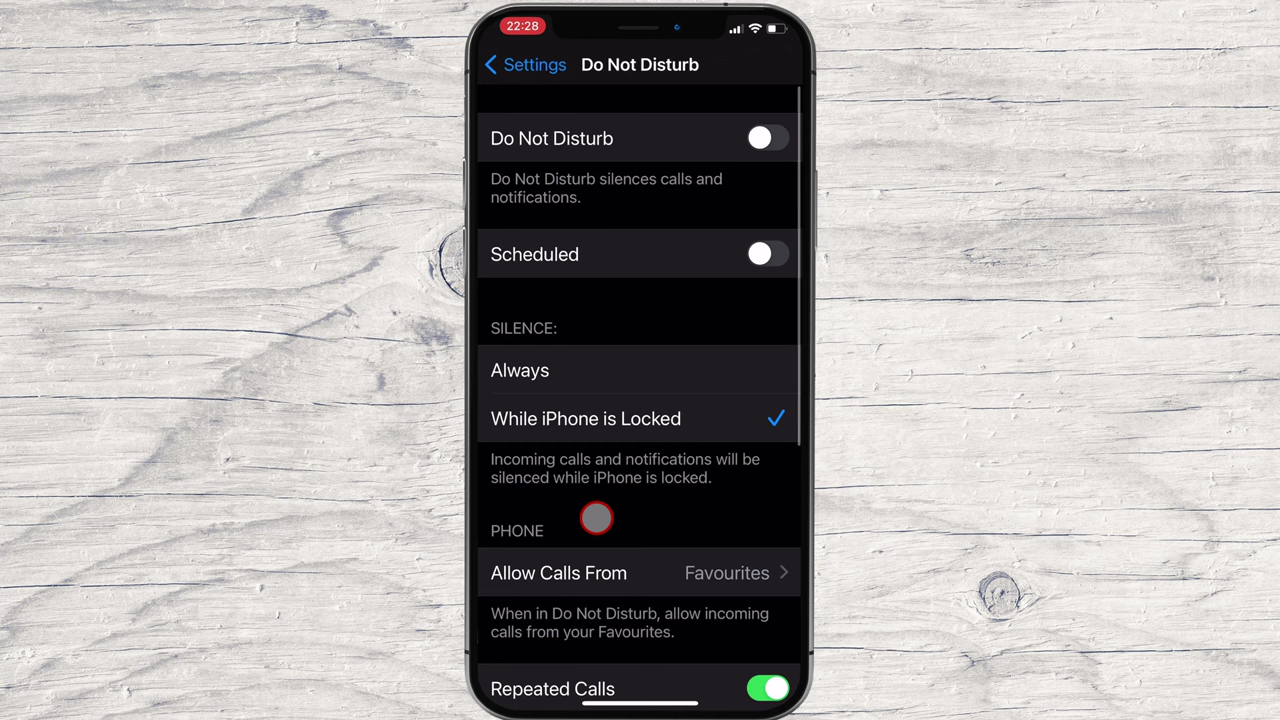 22:28
Settings Do Not Disturb
Do Not Disturb
Do Not Disturb silences calls and
notifications.
Scheduled
SILENCE:
Always
While iPhone is Locked
Incoming calls and notifications will be
silenced while iPhone is locked.
PHONE
Allow Calls From Favourites
When in Do Not Disturb, allow incoming
calls from your Favourites.
Repeated Calls